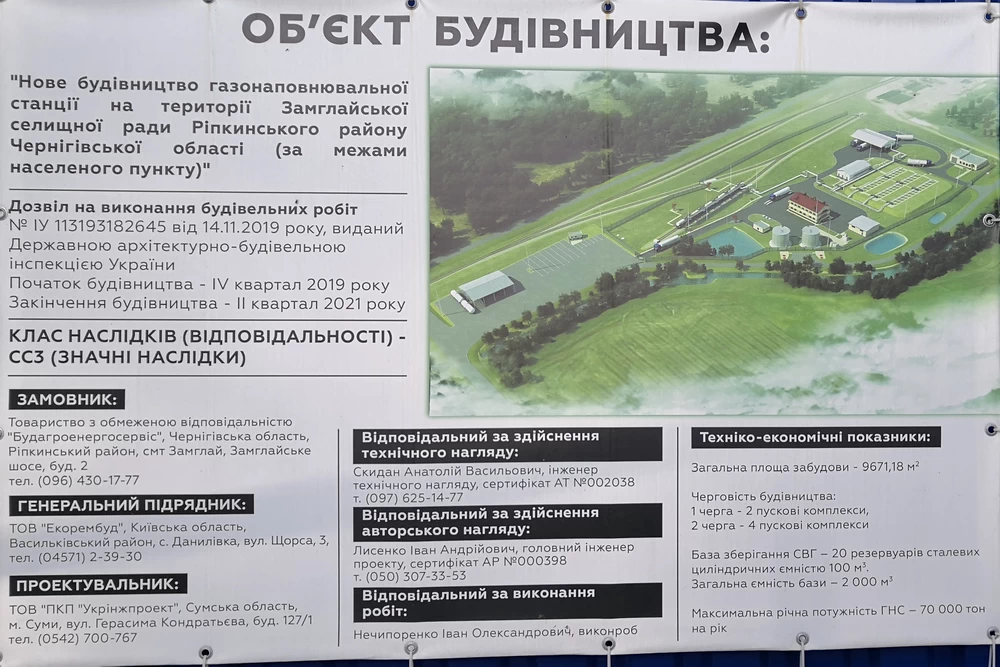 ОБ'ЄКТ БУДІВНИЦТВА:
"Нове будівництво газонаповнювальної
станції на території Замглайської
селищної ради Ріпкинського району
Чернігівської області (за межами
населеного пункту)"
Дозвіл на виконання будівельних робіт
№ ІУ 113193182645 від 14.11.2019 року, виданий
Державною архітектурно-будівельною
інспекцією України
Початок будівництва - IV квартал 2019 року
Закінчення будівництва - II квартал 2021 року
КЛАС НАСЛІДКІВ (ВІДПОВІДАЛЬНОСТІ) -
СС3 (ЗНАЧНІ НАСЛІДКИ)
ЗАМОВНИК:
Товариство з обмеженою відповідальністю
"Будагроенергосервіс", Чернігівська область,
Ріпкинський район, смт Замглай, Замглайське
шосе, буд. 2
тел. (096) 430-17-77
ГЕНЕРАЛЬНИЙ ПІДРЯДНИК:
ТОВ "Екорембуд", Київська область,
Васильківський район, с. Данилівка, вул. Щорса, 3,
тел. (04571) 2-39-30
ПРОЕКТУВАЛЬНИК:
ТОВ "ПКП "Укрінжпроект", Сумська область,
м. Суми, вул. Герасима Кондратьєва, буд. 127/1
тел. (0542) 700-767
Відповідальний за здійснення
технічного нагляду:
Скидан Анатолій Васильович, інженер
технічного нагляду, сертифікат АТ №002038
т. (097) 625-14-77
Відповідальний за здійснення
авторського нагляду:
Лисенко Іван Андрійович, головний інженер
проекту, сертифікат АР №000398
т. (050) 307-33-53
Відповідальний за виконання
робіт:
Нечипоренко Іван Олександрович, виконроб
Техніко-економічні показники:
Загальна площа забудови - 9671,18 м²
Черговість будівництва:
1 черга - 2 пускові комплекси,
2 черга - 4 пускові комплекси
База зберігання СВГ – 20 резервуарів сталевих
циліндричних ємністю 100 м³.
Загальна ємність бази – 2 000 м³
Максимальна річна потужність ГНС – 70 000 тон
на рік